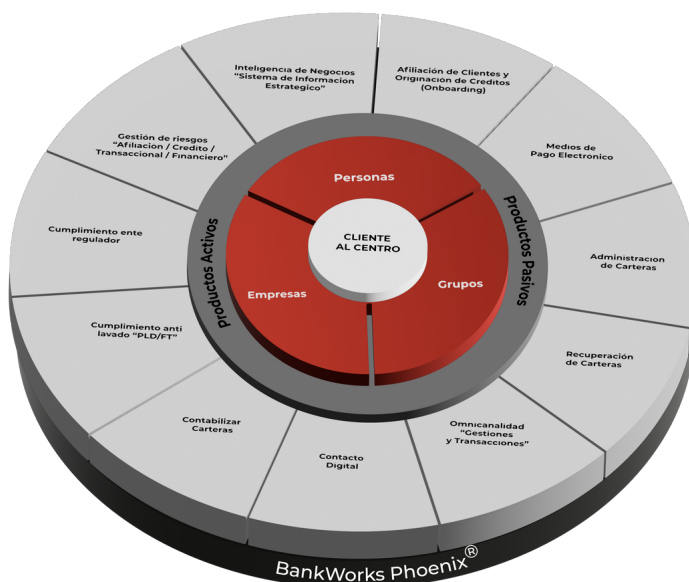 Inteligencia de Negocios
“Sistema de Informacion
Estrategico”
Afiliación de Clientes y
Originación de Creditos
(Onboarding)
Gestión de riesgos
“Afiliación / Credito /
Transaccional / Financiero”
Medios de
Pago Electronico
Personas
Cumplimiento ente
regulador
Productos Activos
CLIENTE
AL CENTRO
Productos Pasivos
Administracion
de Carteras
Empresas
Grupos
Cumplimiento anti
lavado “PLD/FT”
Recuperación
de Carteras
Contabilizar
Carteras
Contacto
Digital
Omnicanalidad
“Gestiones
y Transacciones”
BankWorks Phoenix®